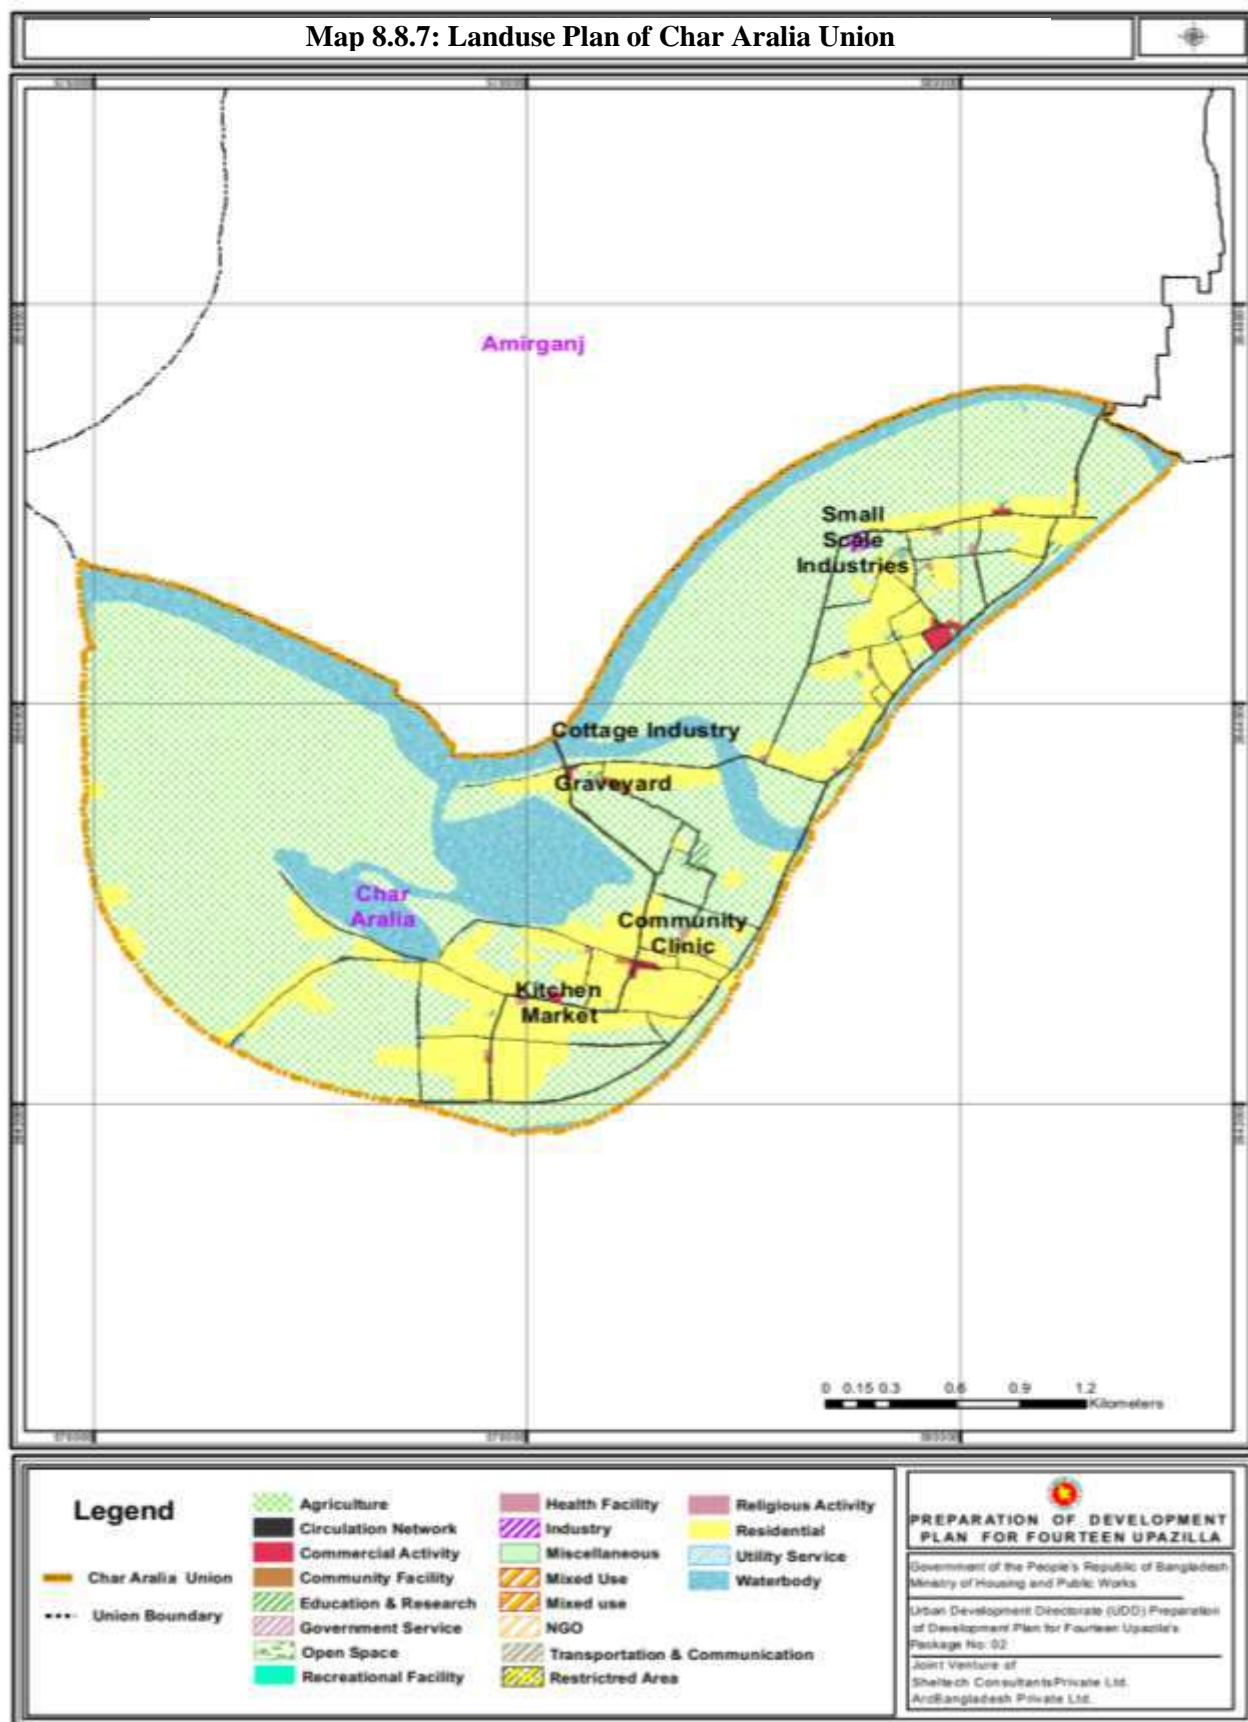 Map 8.8.7: Landuse Plan of Char Aralia Union
Amirganj
Small
Scale
Industries
Cottage Industry
Graveyard
Char
Aralia
Community
Clinic
Kitchen
Market
0 0.15 0.3 0.6 0.9 1.2
Kilometers
Legend
Char Aralia Union
Union Boundary
Agriculture
Circulation Network
Commercial Activity
Community Facility
Education & Research
Government Service
Open Space
Recreational Facility
Health Facility
Industry
Miscellaneous
Mixed Use
Mixed use
NGO
Transportation & Communication
Restrictred Area
Religious Activity
Residential
Utility Service
Waterbody
PREPARATION OF DEVELOPMENT
PLAN FOR FOURTEEN UPAZILLA
Government of the People's Republic of Bangladesh
Ministry of Housing and Public Works
Urban Development Directorate (UDD) Preparation
of Development Plan for Fourteen Upazila's
Package No: 02
Joint Venture of
Sheltech ConsultantsPrivate Ltd.
ArcBangladesh Private Ltd.